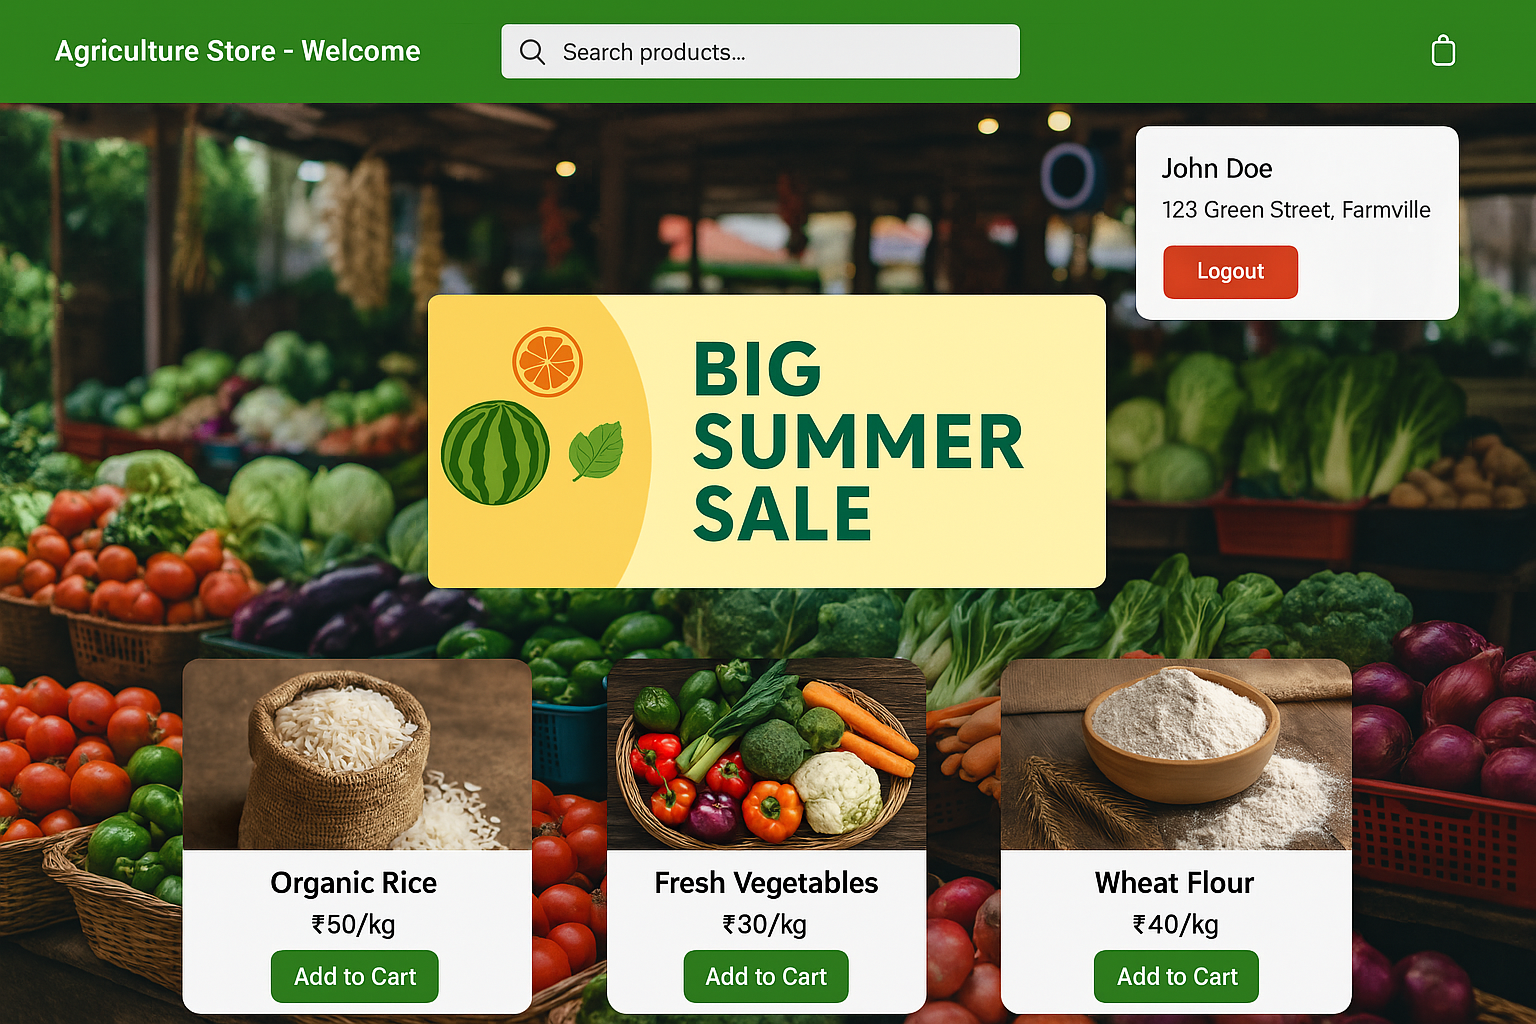 Agriculture Store - Welcome
Search products...
John Doe
123 Green Street, Farmville
Logout
BIG
SUMMER
SALE
Organic Rice
₹50/kg
Add to Cart
Fresh Vegetables
₹30/kg
Add to Cart
Wheat Flour
₹40/kg
Add to Cart